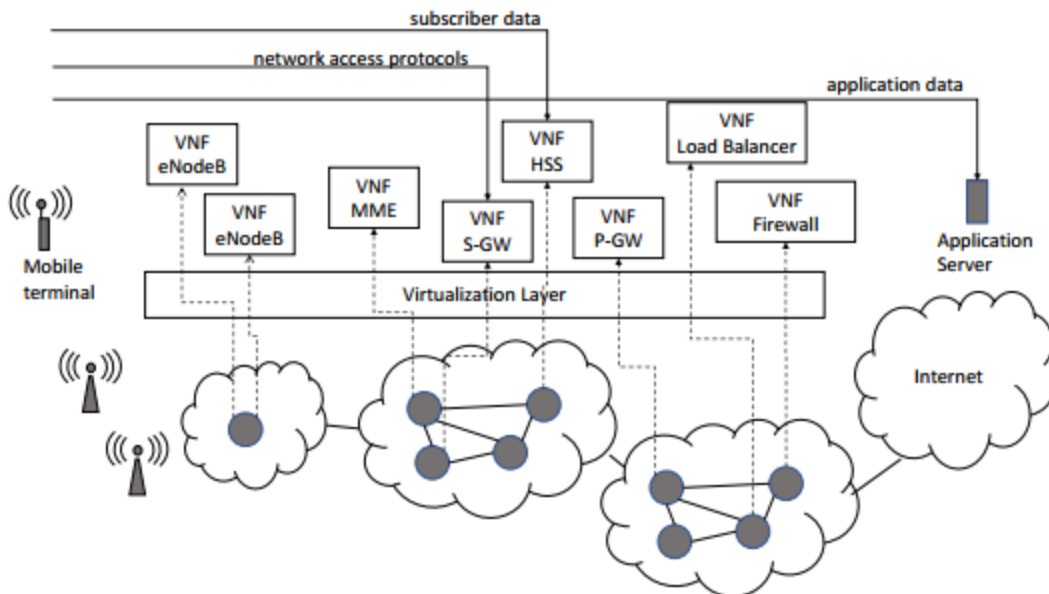 subscriber data
network access protocols
application data
VNF
eNodeB
VNF
eNodeB
VNF
MME
VNF
S-GW
VNF
HSS
VNF
P-GW
VNF
Load Balancer
VNF
Firewall
Mobile
terminal
Application
Server
Virtualization Layer
Internet